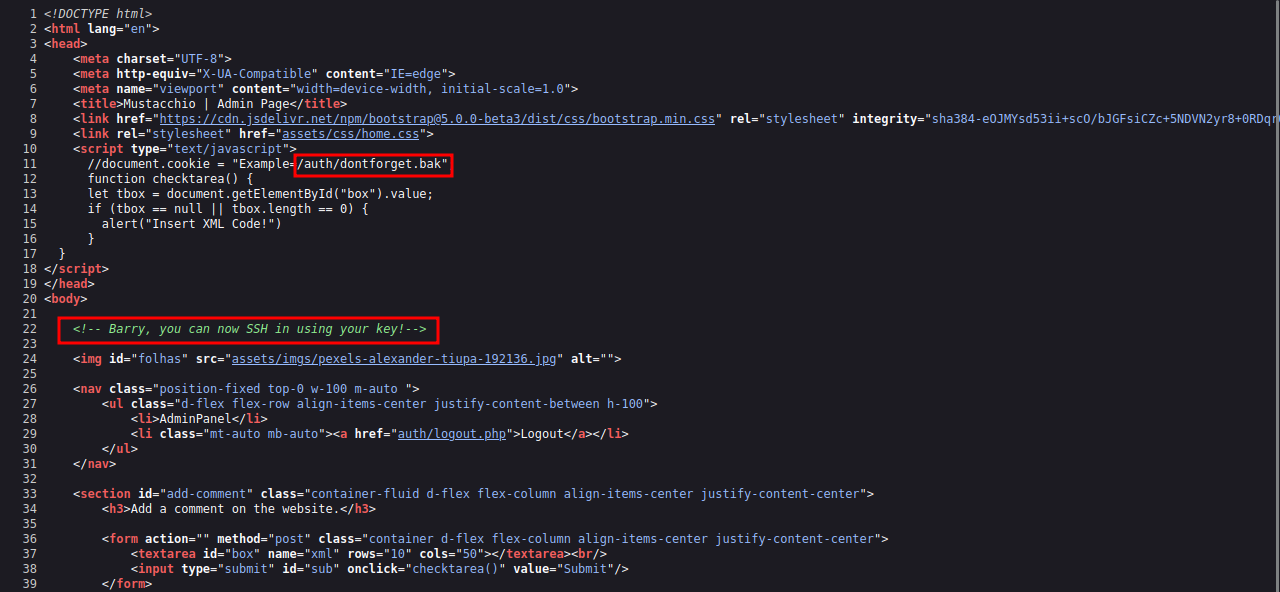 1 <!DOCTYPE html>
2 <html lang="en">
3 <head>
4     <meta charset="UTF-8">
5     <meta http-equiv="X-UA-Compatible" content="IE=edge">
6     <meta name="viewport" content="width=device-width, initial-scale=1.0">
7     <title>Mustacchio | Admin Page</title>
8     <link href="https://cdn.jsdelivr.net/npm/bootstrap@5.0.0-beta3/dist/css/bootstrap.min.css" rel="stylesheet" integrity="sha384-eOJMYsd53ii+scO/bJGFsiCZc+5NDVN2yr8+0RDqr
9     <link rel="stylesheet" href="assets/css/home.css">
10     <script type="text/javascript">
11       //document.cookie = "Example=/auth/dontforget.bak"
12       function checktarea() {
13       let tbox = document.getElementById("box").value;
14       if (tbox == null || tbox.length == 0) {
15         alert("Insert XML Code!")
16       }
17   }
18 </script>
19 </head>
20 <body>
21
22     <!-- Barry, you can now SSH in using your key!-->
23
24     <img id="folhas" src="assets/imgs/pexels-alexander-tiupa-192136.jpg" alt="">
25
26     <nav class="position-fixed top-0 w-100 m-auto ">
27         <ul class="d-flex flex-row align-items-center justify-content-between h-100">
28             <li>AdminPanel</li>
29             <li class="mt-auto mb-auto"><a href="auth/logout.php">Logout</a></li>
30         </ul>
31     </nav>
32
33     <section id="add-comment" class="container-fluid d-flex flex-column align-items-center justify-content-center">
34         <h3>Add a comment on the website.</h3>
35
36         <form action="" method="post" class="container d-flex flex-column align-items-center justify-content-center">
37             <textarea id="box" name="xml" rows="10" cols="50"></textarea><br/>
38             <input type="submit" id="sub" onclick="checktarea()" value="Submit"/>
39         </form>